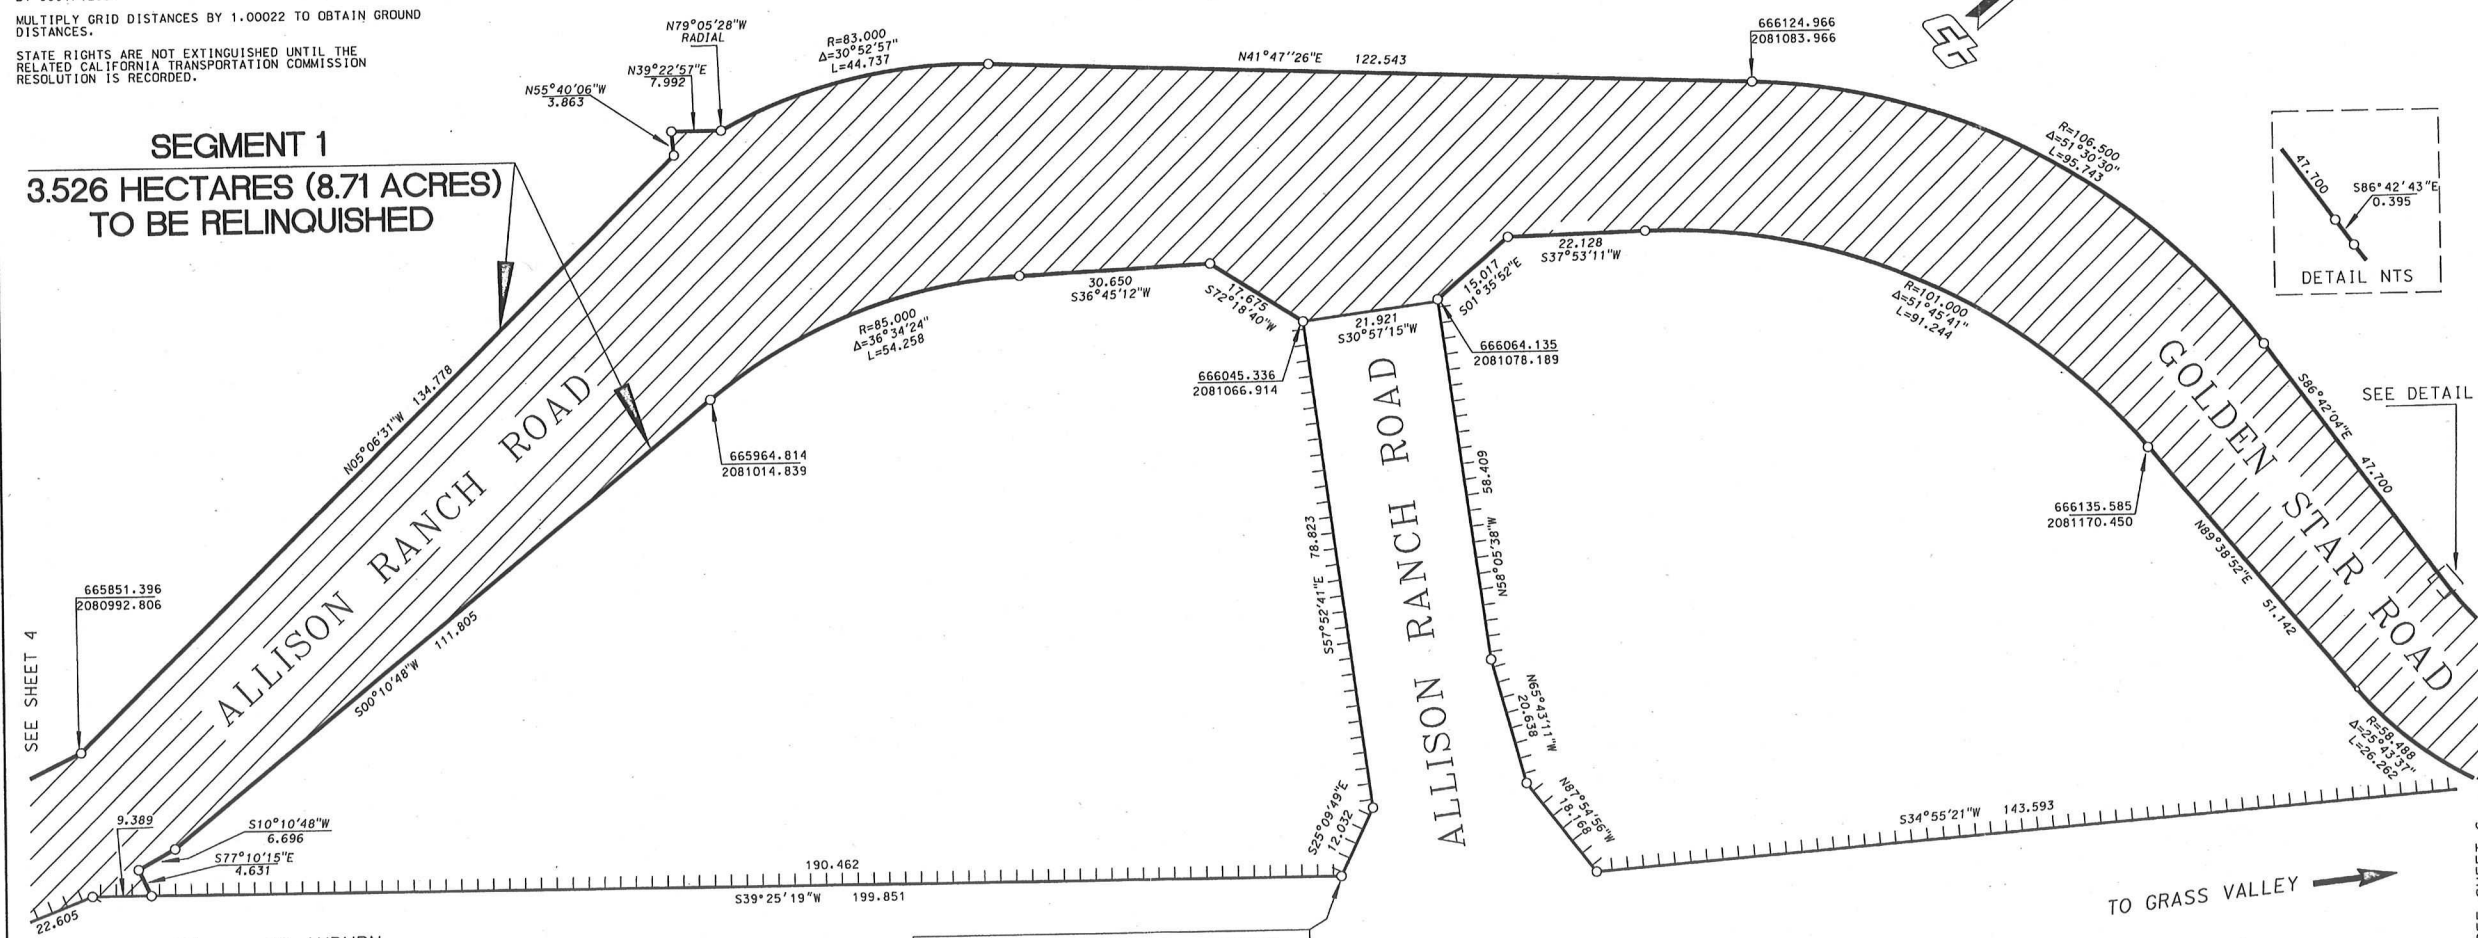 MULTIPLY GRID DISTANCES BY 1.00022 TO OBTAIN GROUND
DISTANCES.
STATE RIGHTS ARE NOT EXTINGUISHED UNTIL THE
RELATED CALIFORNIA TRANSPORTATION COMMISSION
RESOLUTION IS RECORDED.
SEGMENT 1
3.526 HECTARES (8.71 ACRES)
TO BE RELINQUISHED
N55°40'06"W
3.863
N39°22'57"E
7.992
N79°05'28"W
RADIAL
R=83.000
Δ=30°52'57"
L=44.737
N41°47''26"E 122.543
666124.966
2081083.966
R=106.500
Δ=51°30'30"
L=95.743
47.700
S86°42'43"E
0.395
DETAIL NTS
N05°06'31"W 134.778
R=85.000
Δ=36°34'24"
L=54.258
30.650
S36°45'12"W
17.675
S72°18'40"W
21.921
S30°57'15"W
15.017
S01°35'52"E
22.128
S37°53'11"W
R=101.000
Δ=51°45'41"
L=91.244
666045.336
2081066.914
666064.135
2081078.189
665964.814
2081014.839
666135.585
2081170.450
GOLDEN STAR ROAD
S86°42'04"E 47.700
SEE DETAIL
N89°38'52"E 51.142
R=58.488
Δ=25°43'37"
L=26.262
ALLISON RANCH ROAD
S00°10'48"W 111.805
665851.396
2080992.806
SEE SHEET 4
ALLISON RANCH ROAD
S57°52'41"E 78.823
N58°05'38"W 58.409
N65°43'11"W
20.638
N87°54'56"W
18.168
S25°09'49"E
12.032
9.389
S10°10'48"W
6.696
S77°10'15"E
4.631
22.605
190.462
S39°25'19"W 199.851
S34°55'21"W 143.593
TO GRASS VALLEY